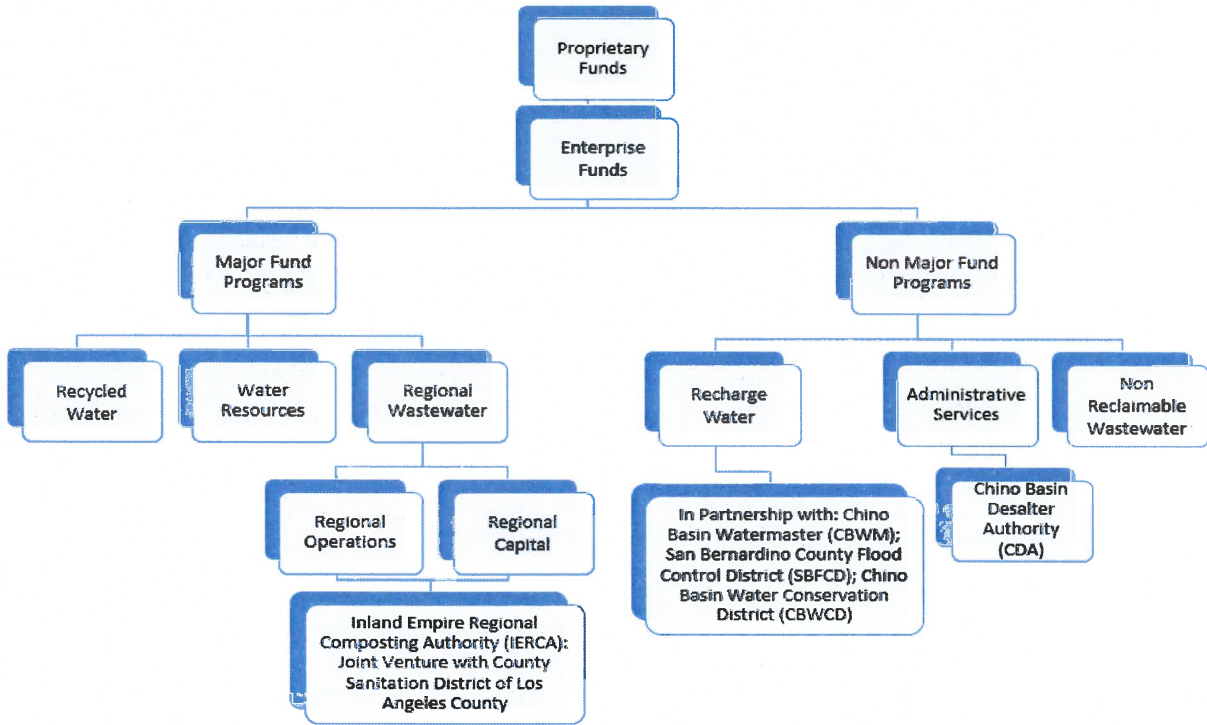 Proprietary
Funds
Enterprise
Funds
Major Fund
Programs
Non Major Fund
Programs
Recycled
Water
Water
Resources
Regional
Wastewater
Recharge
Water
Administrative
Services
Non
Reclaimable
Wastewater
Regional
Operations
Regional
Capital
In Partnership with: Chino
Basin Watermaster (CBWM);
San Bernardino County Flood
Control District (SBFCD); Chino
Basin Water Conservation
District (CBWCD)
Chino Basin
Desalter
Authority
(CDA)
Inland Empire Regional
Composting Authority (IERCA):
Joint Venture with County
Sanitation District of Los
Angeles County